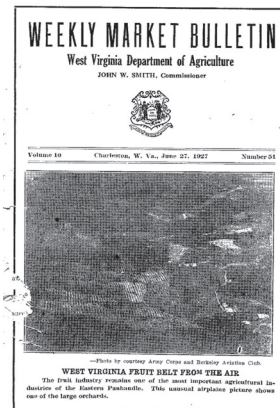 WEEKLY MARKET BULLETIN
West Virginia Department of Agriculture
JOHN W. SMITH, Commissioner
Volume 10 Charleston, W. Va., June 27, 1927 Number 51
—Photo by courtesy Army Corps and Berkeley Aviation Club.
WEST VIRGINIA FRUIT BELT FROM THE AIR
The fruit industry remains one of the most important agricultural in-
dustries of the Eastern Panhandle. This unusual airplane picture shows
one of the large orchards.